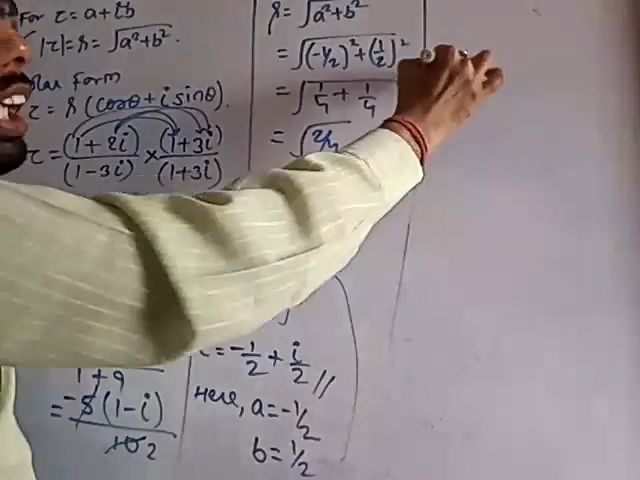 For z = a + ib
|z| = r = √a²+b².
Form
z = r (cosθ + i sinθ).
z = (1+2i)/(1-3i) × (1+3i)/(1+3i)
1+9
= -5(1-i)/10 2
r = √a²+b²
= √(-1/2)²+(1/2)²
= √1/4 + 1/4
= √2/4
= -1/2 + i/2 //
Here, a = -1/2
b = 1/2